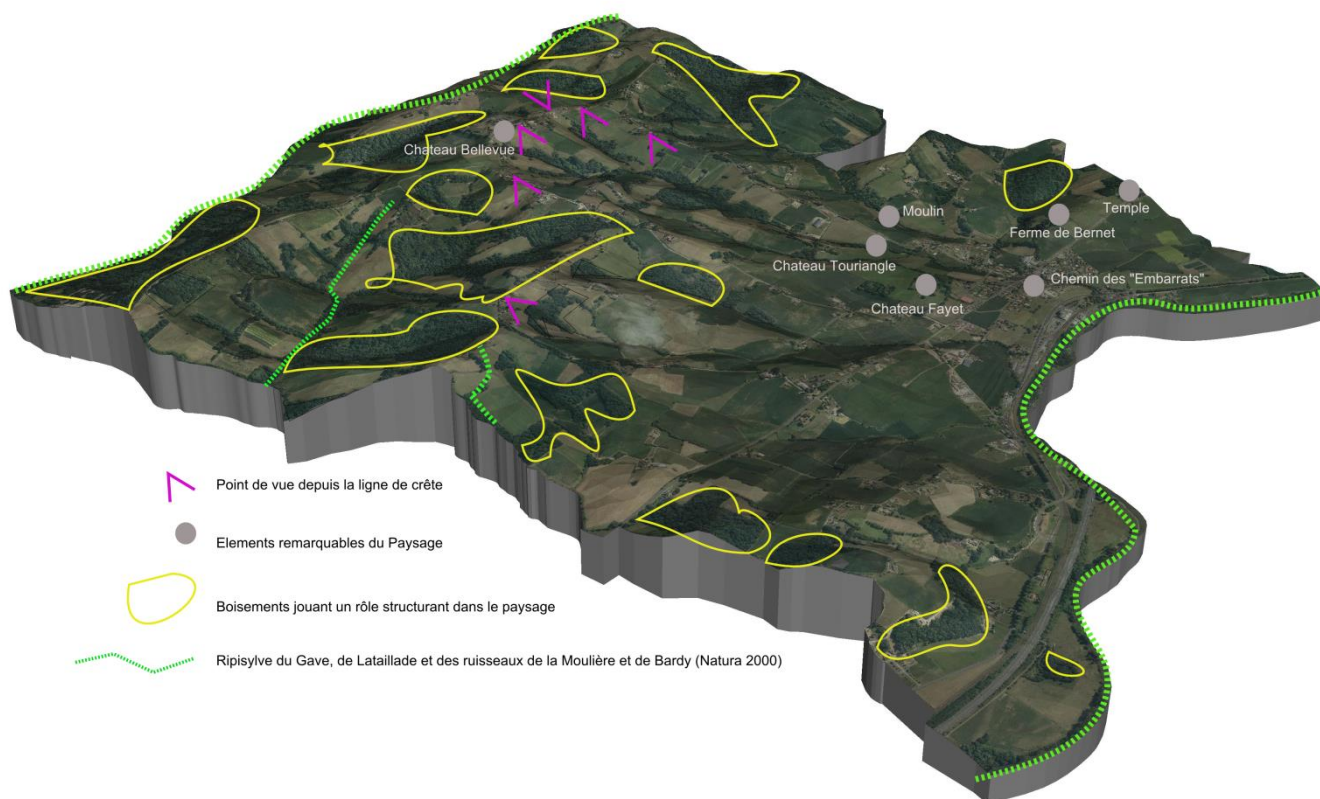 Chateau Bellevue
Moulin
Temple
Ferme de Bernet
Chateau Touriangle
Chemin des "Embarrats"
Chateau Fayet
Point de vue depuis la ligne de crête
Elements remarquables du Paysage
Boisements jouant un rôle structurant dans le paysage
Ripisylve du Gave, de Lataillade et des ruisseaux de la Moulière et de Bardy (Natura 2000)